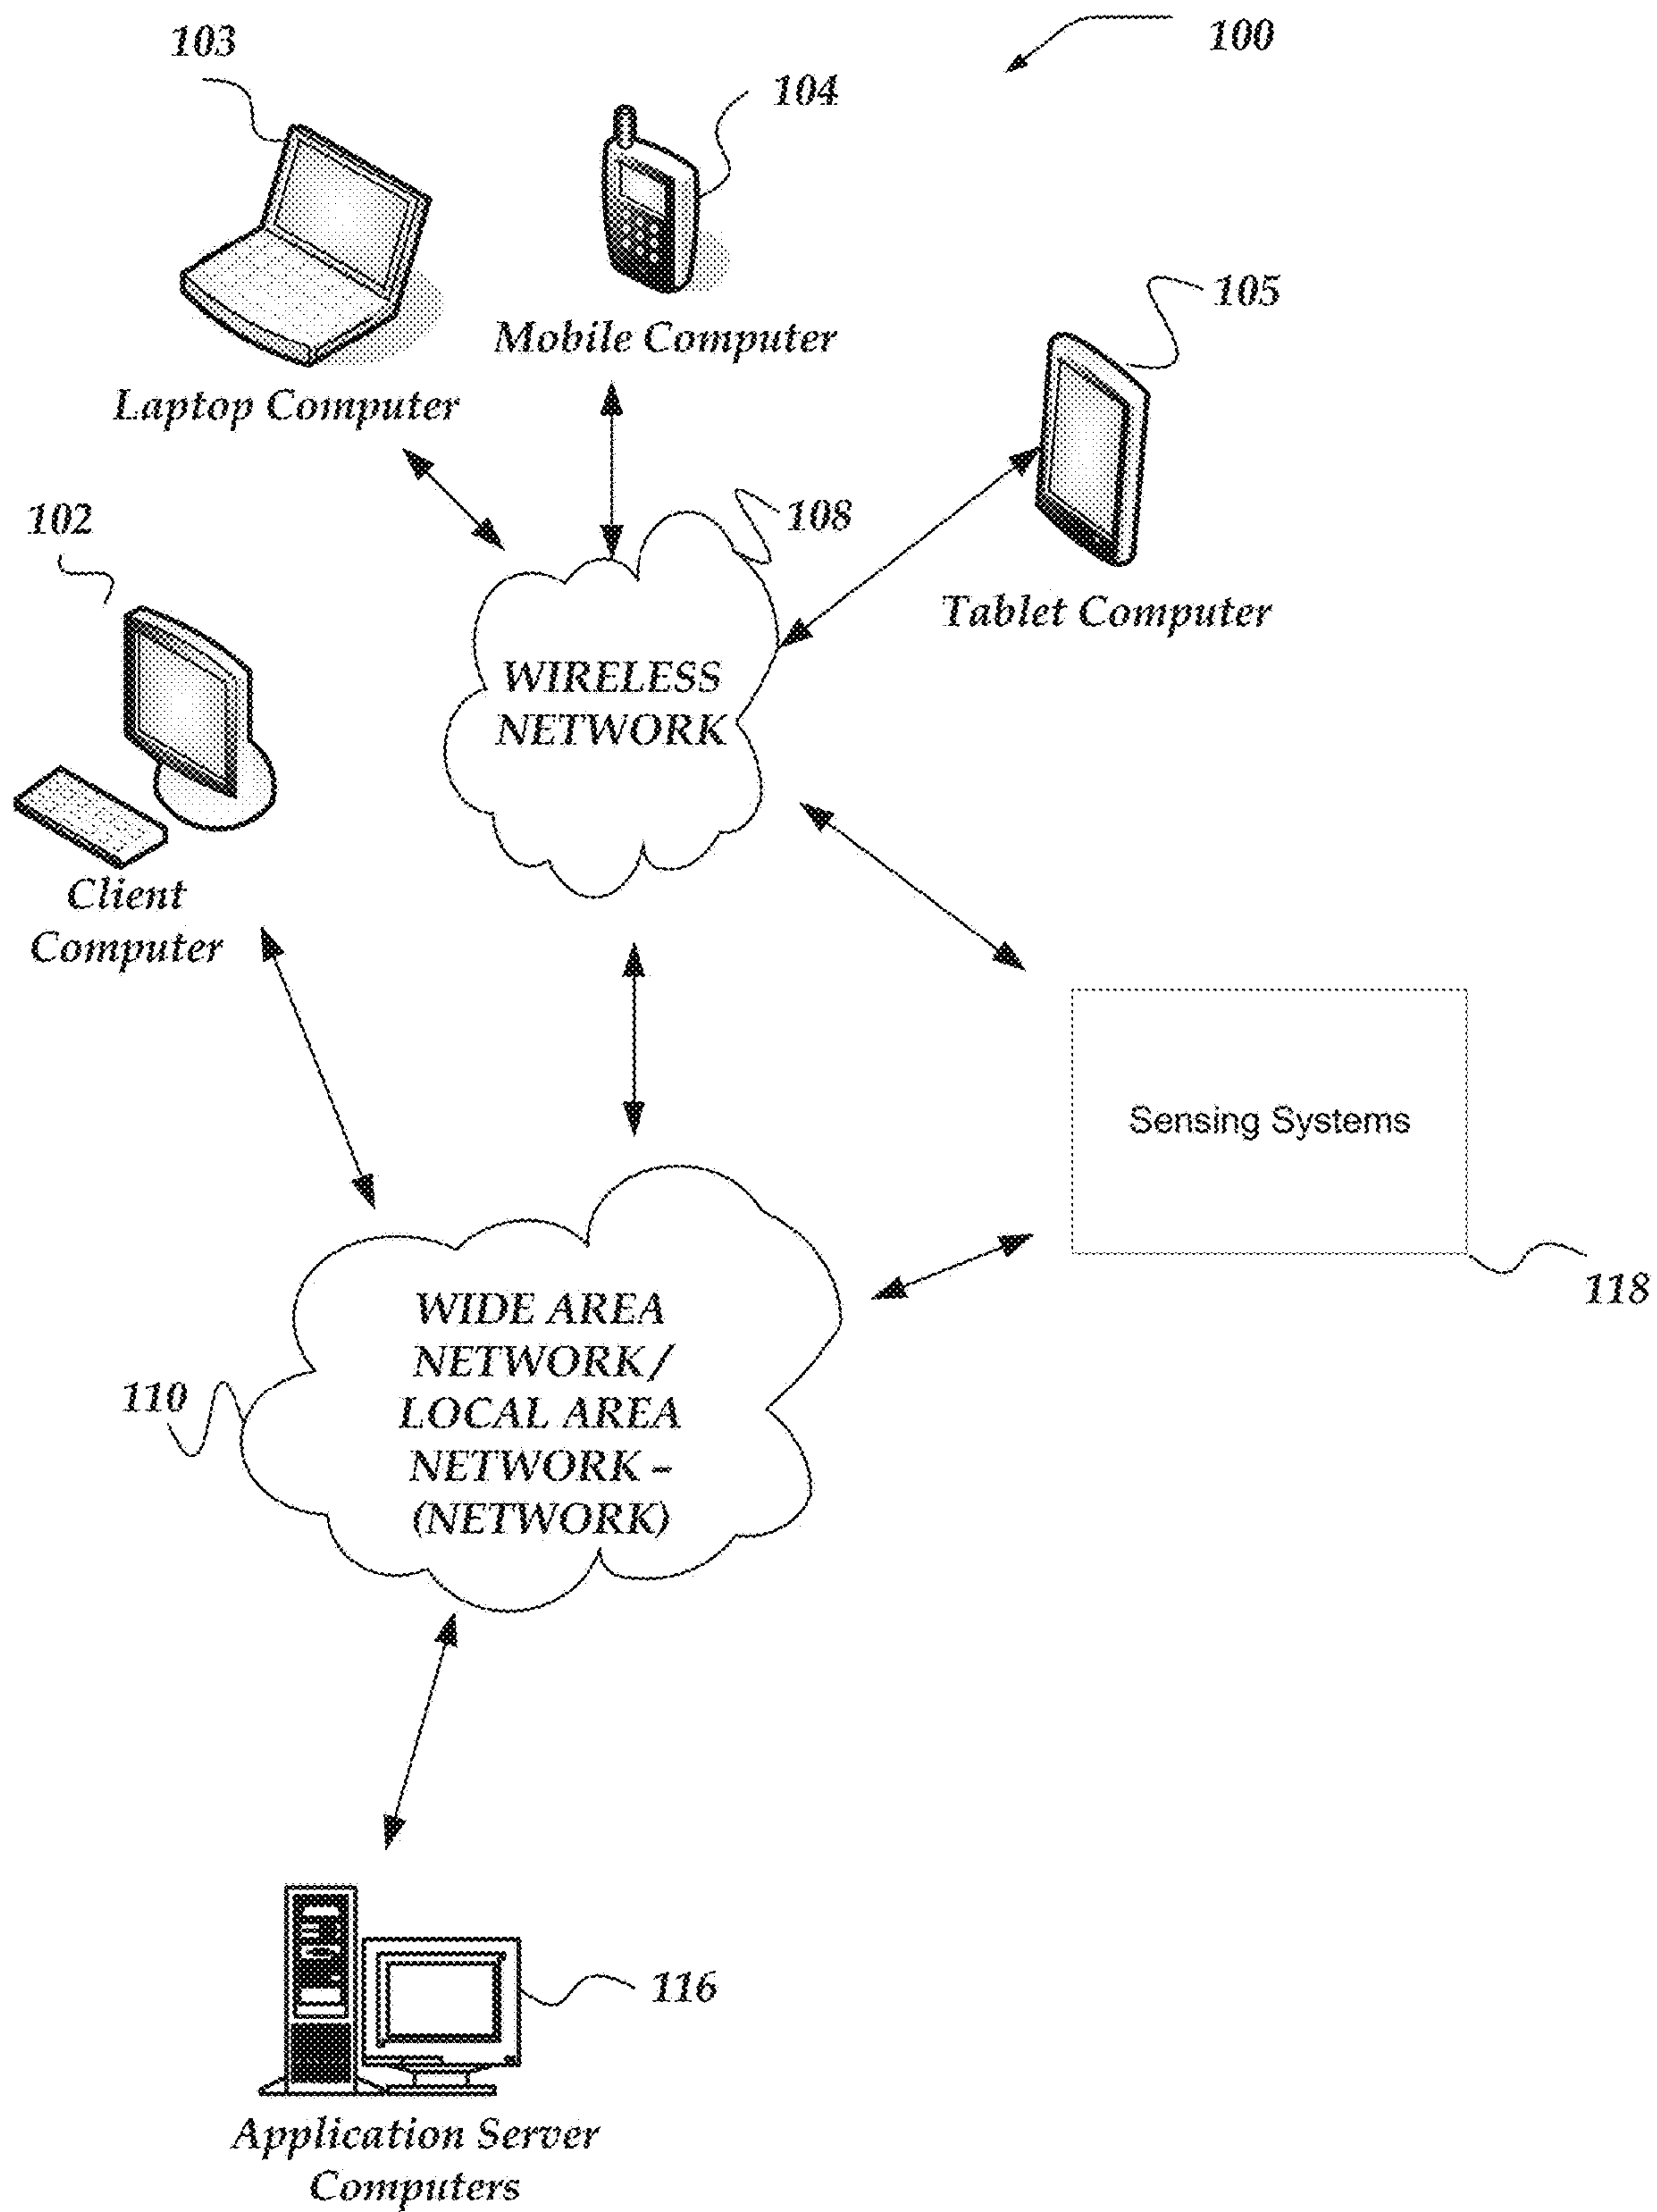 103
100
104
105
Mobile Computer
Laptop Computer
108
102
Tablet Computer
WIRELESS
NETWORK
Client
Computer
Sensing Systems
118
WIDE AREA
NETWORK /
LOCAL AREA
NETWORK –
(NETWORK)
110
116
Application Server
Computers